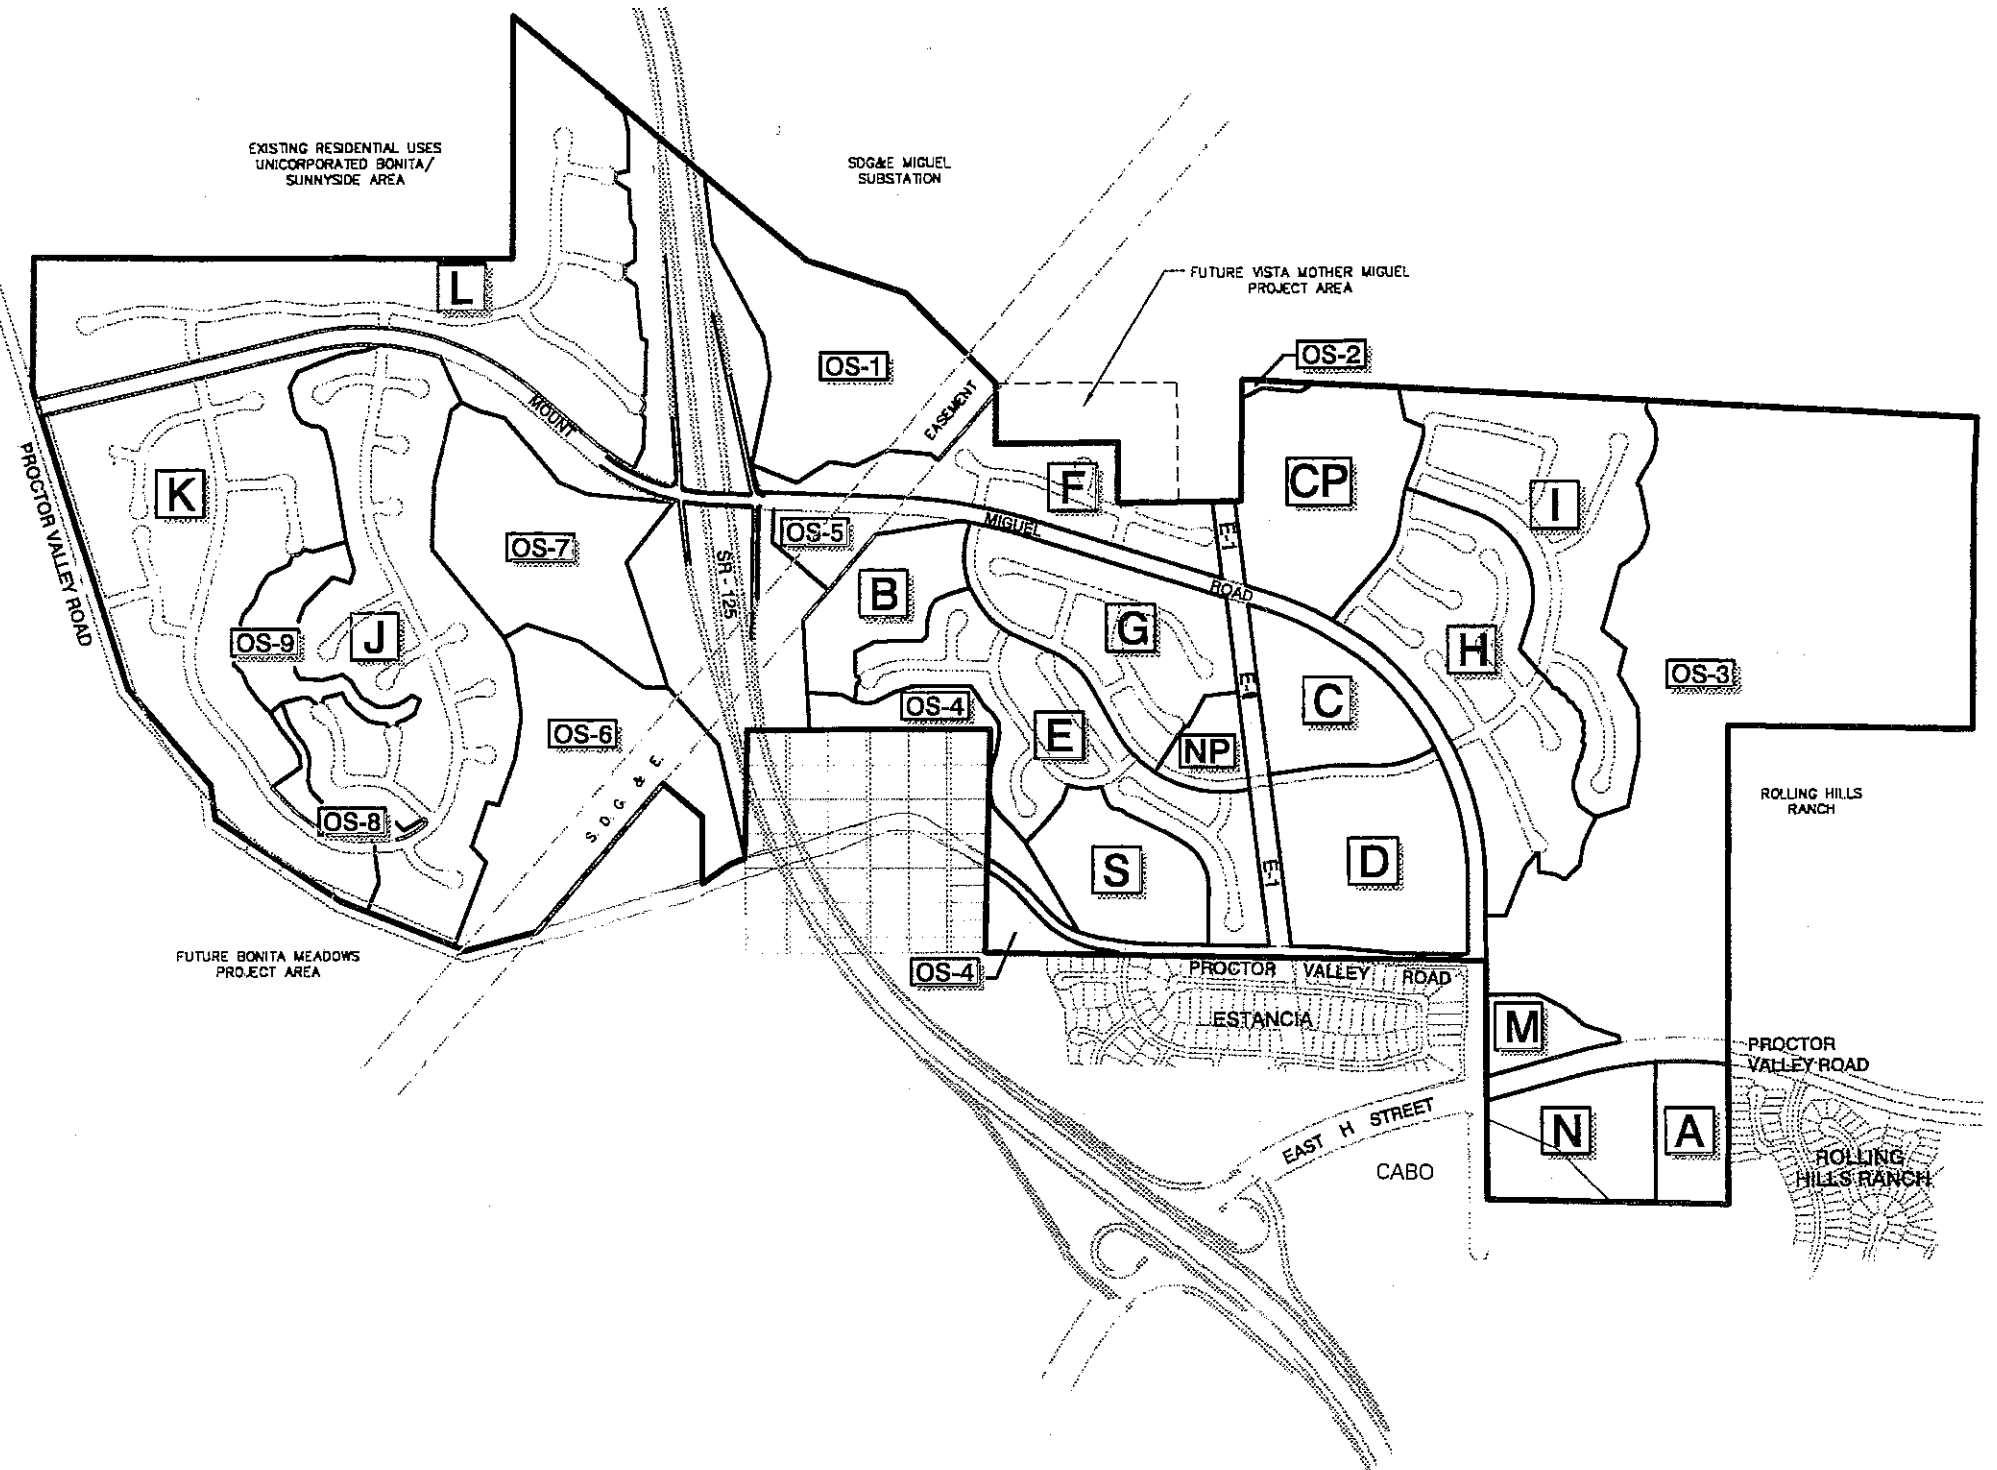 EXISTING RESIDENTIAL USES
UNICORPORATED BONITA/
SUNNYSIDE AREA
SDG&E MIGUEL
SUBSTATION
FUTURE VISTA MOTHER MIGUEL
PROJECT AREA
L
OS-1
OS-2
EASEMENT
MOUNT
PROCTOR VALLEY ROAD
K
F
CP
I
OS-7
OS-5
MIGUEL
E-1
SR - 125
B
ROAD
G
H
OS-9
J
OS-3
E-1
C
OS-4
OS-6
E
NP
S. D. G. & E.
ROLLING HILLS
RANCH
OS-8
S
E-1
D
FUTURE BONITA MEADOWS
PROJECT AREA
OS-4
PROCTOR VALLEY ROAD
ESTANCIA
M
PROCTOR
VALLEY ROAD
EAST H STREET
N
A
CABO
ROLLING
HILLS RANCH